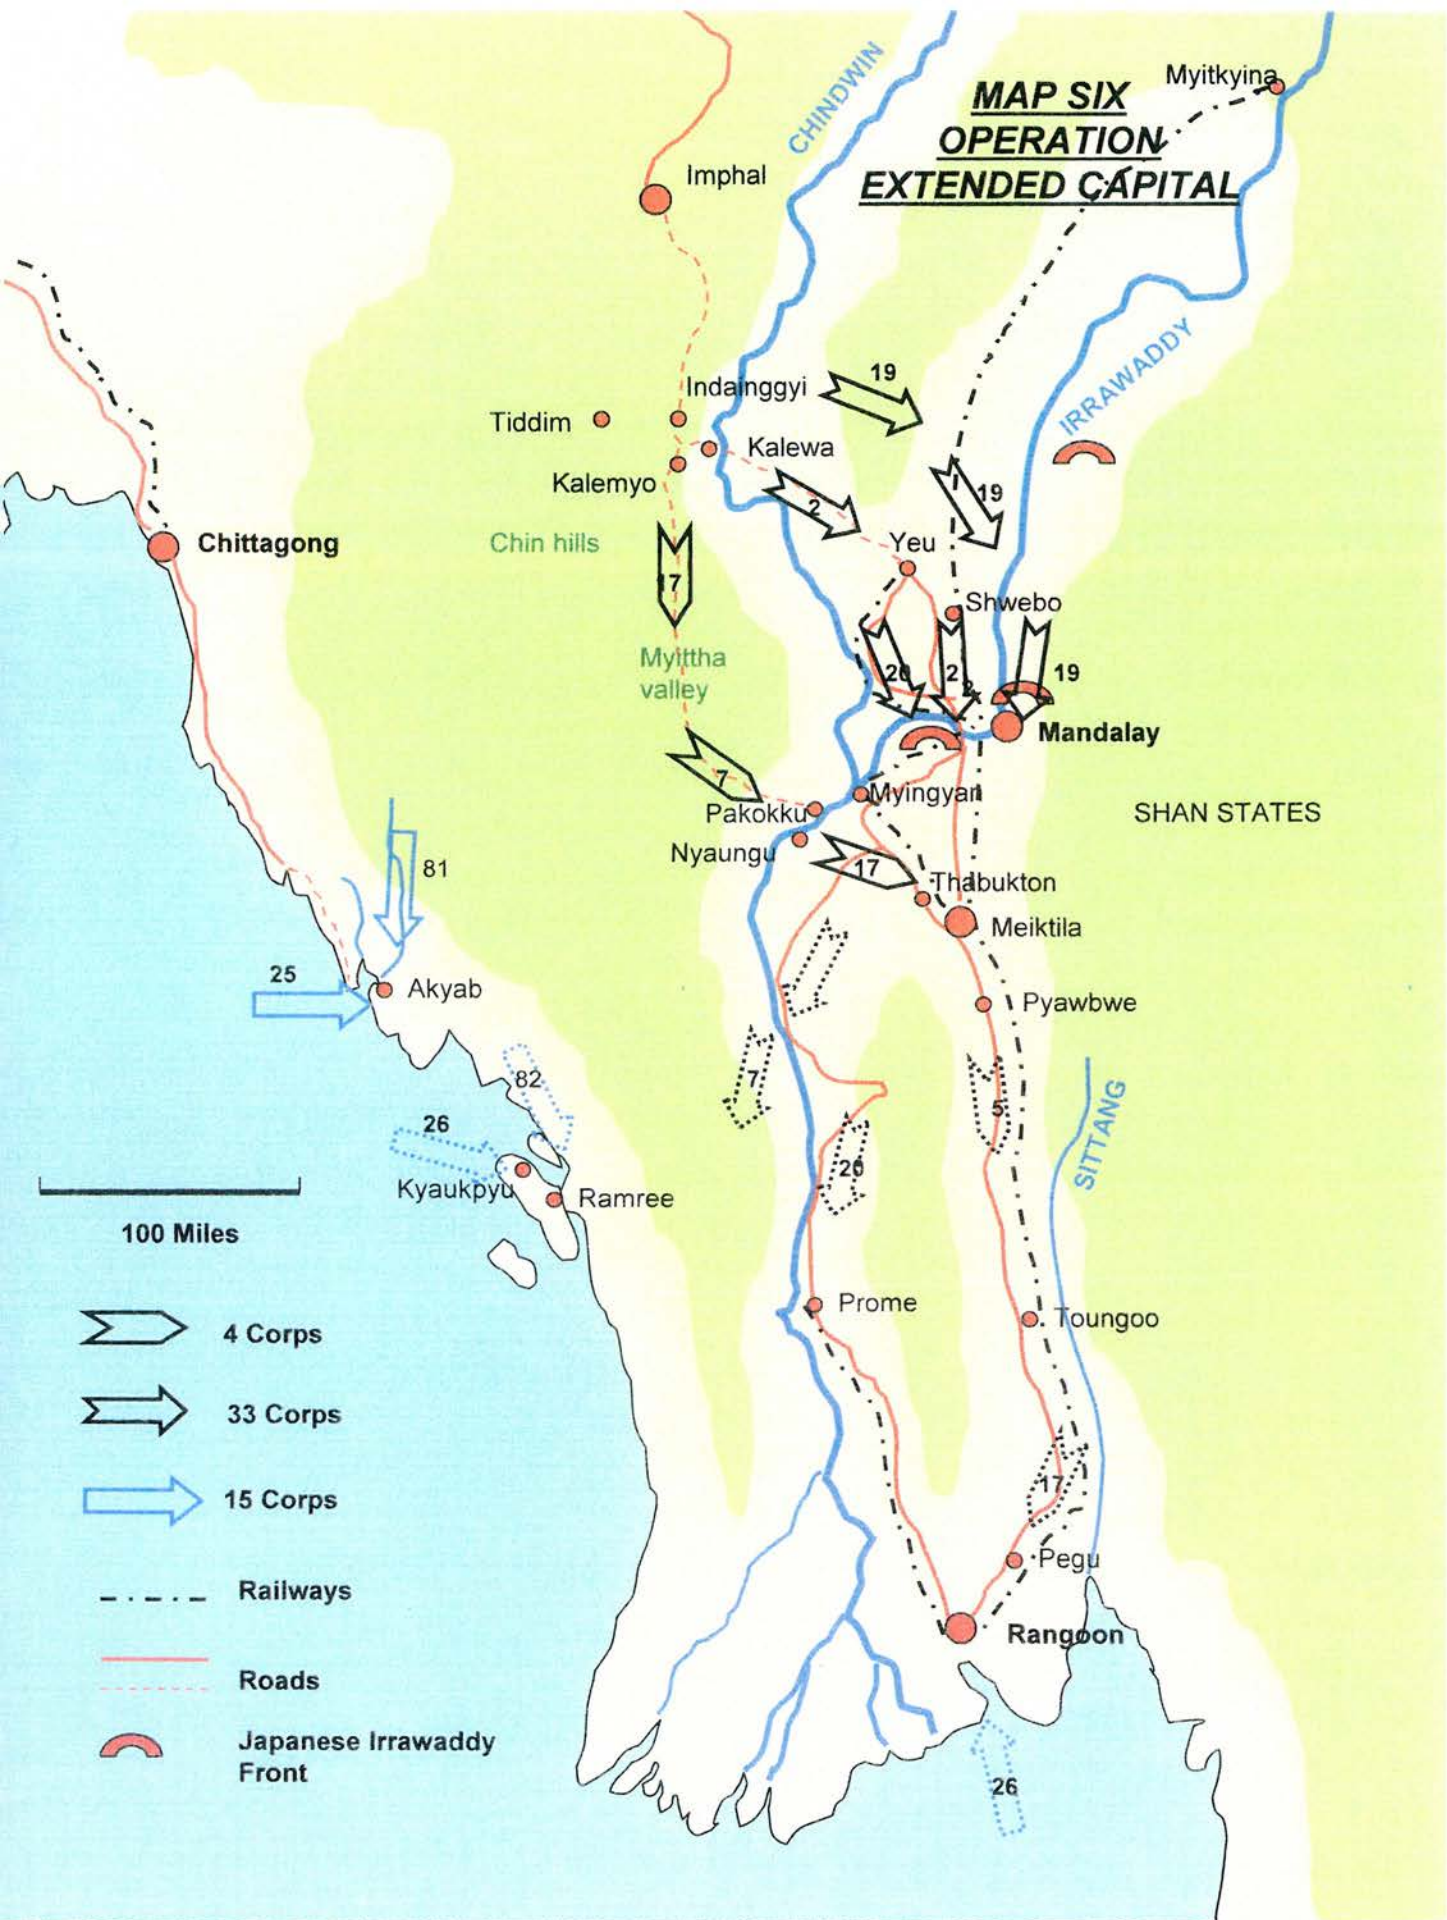 MAP SIX
OPERATION
EXTENDED CAPITAL
CHINDWIN
Myitkyina
Imphal
IRRAWADDY
19
Indainggyi
Tiddim
Kalewa
Kalemyo
2
19
Chittagong
Chin hills
Yeu
17
Shwebo
Myittha
valley
20
2
19
Mandalay
7
Myingyan
Pakokku
SHAN STATES
Nyaungu
17
81
Thabukton
Meiktila
25
Akyab
Pyawbwe
82
7
5
SITTANG
26
20
Kyaukpyu
Ramree
100 Miles
Prome
Toungoo
4 Corps
33 Corps
17
15 Corps
Pegu
Railways
Rangoon
Roads
Japanese Irrawaddy
Front
26